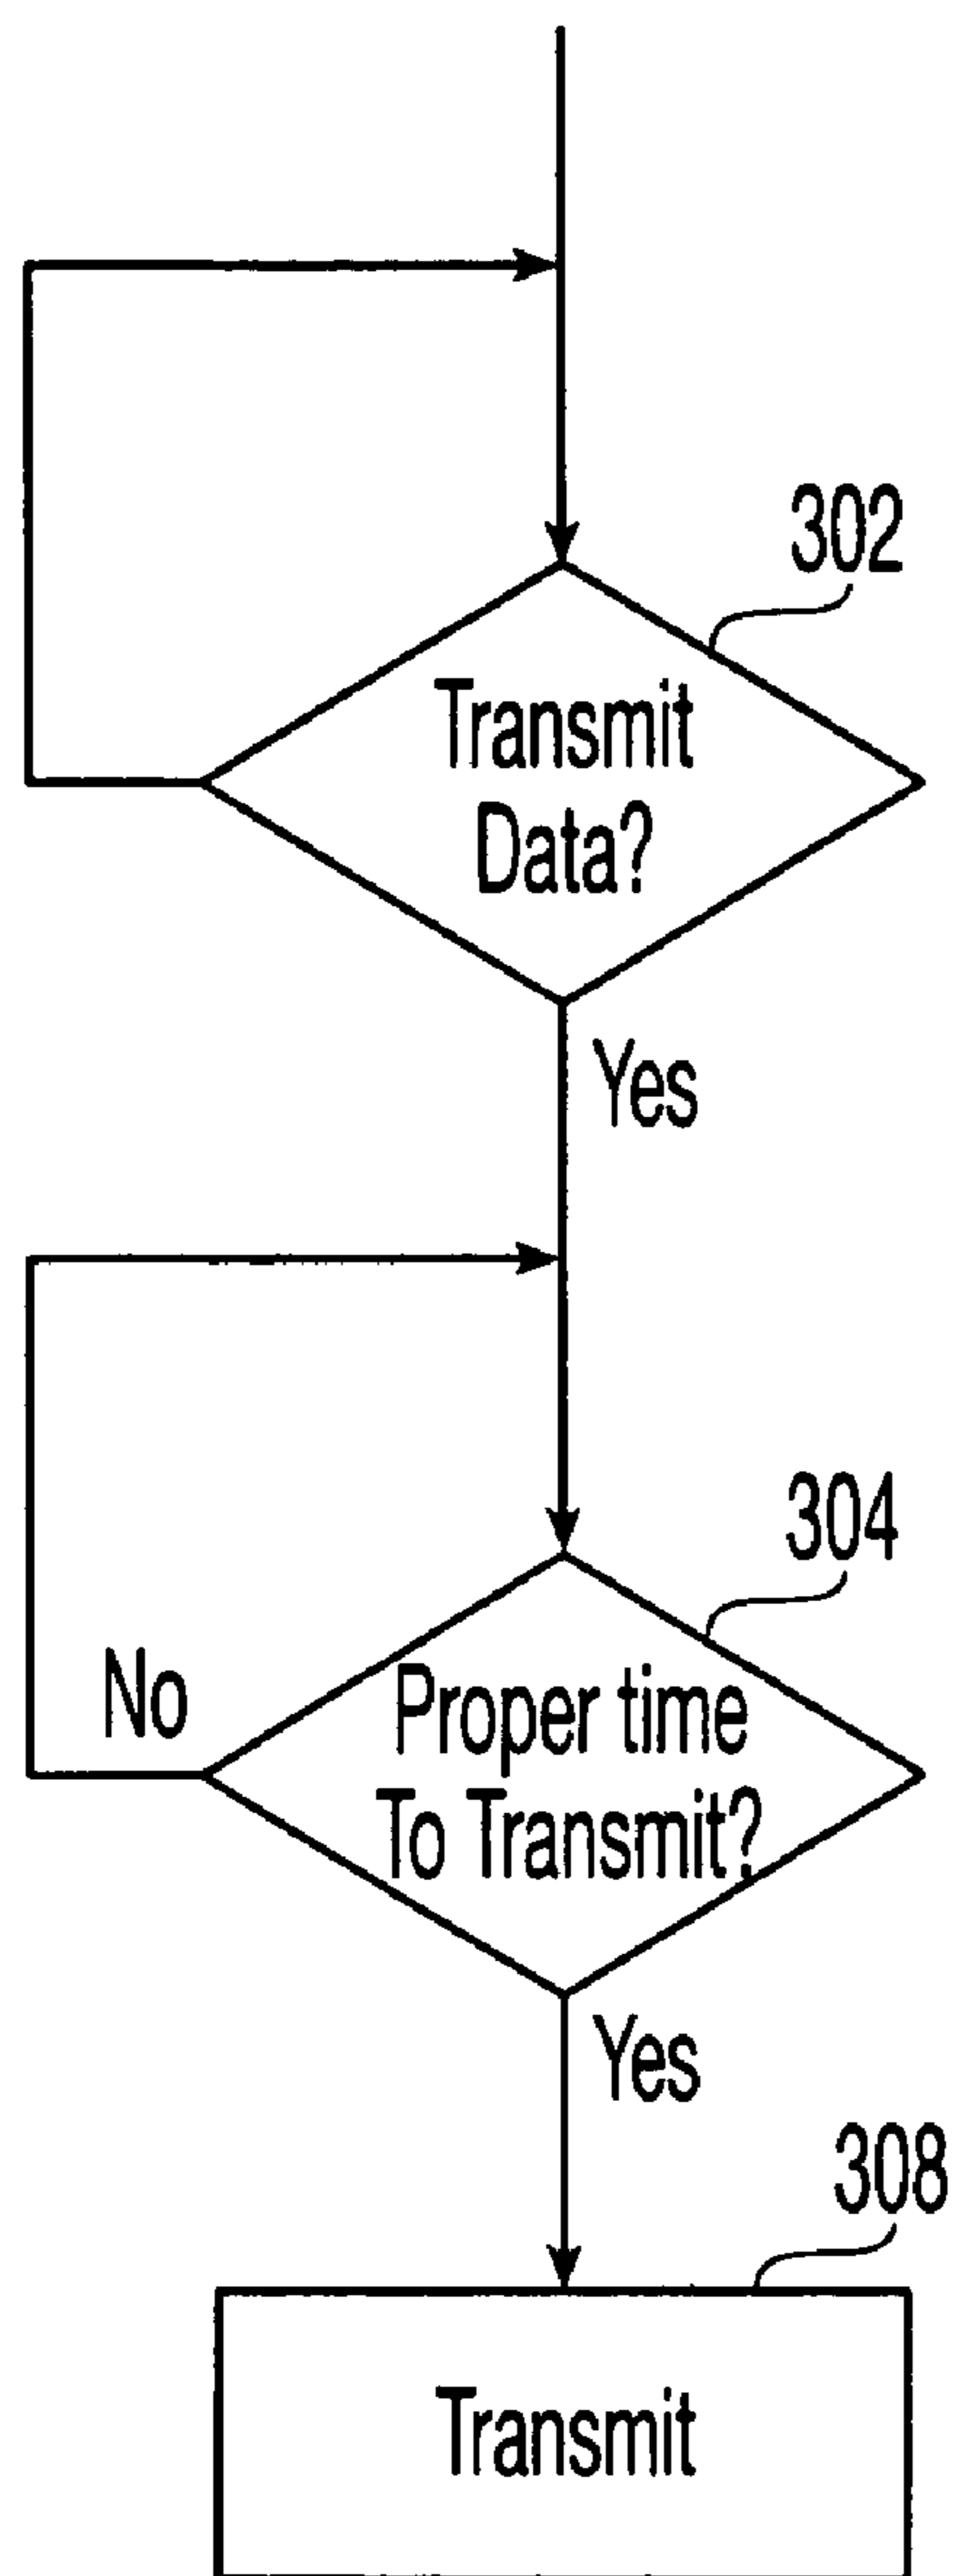 302
Transmit
Data?
Yes
304
No
Proper time
To Transmit?
Yes
308
Transmit